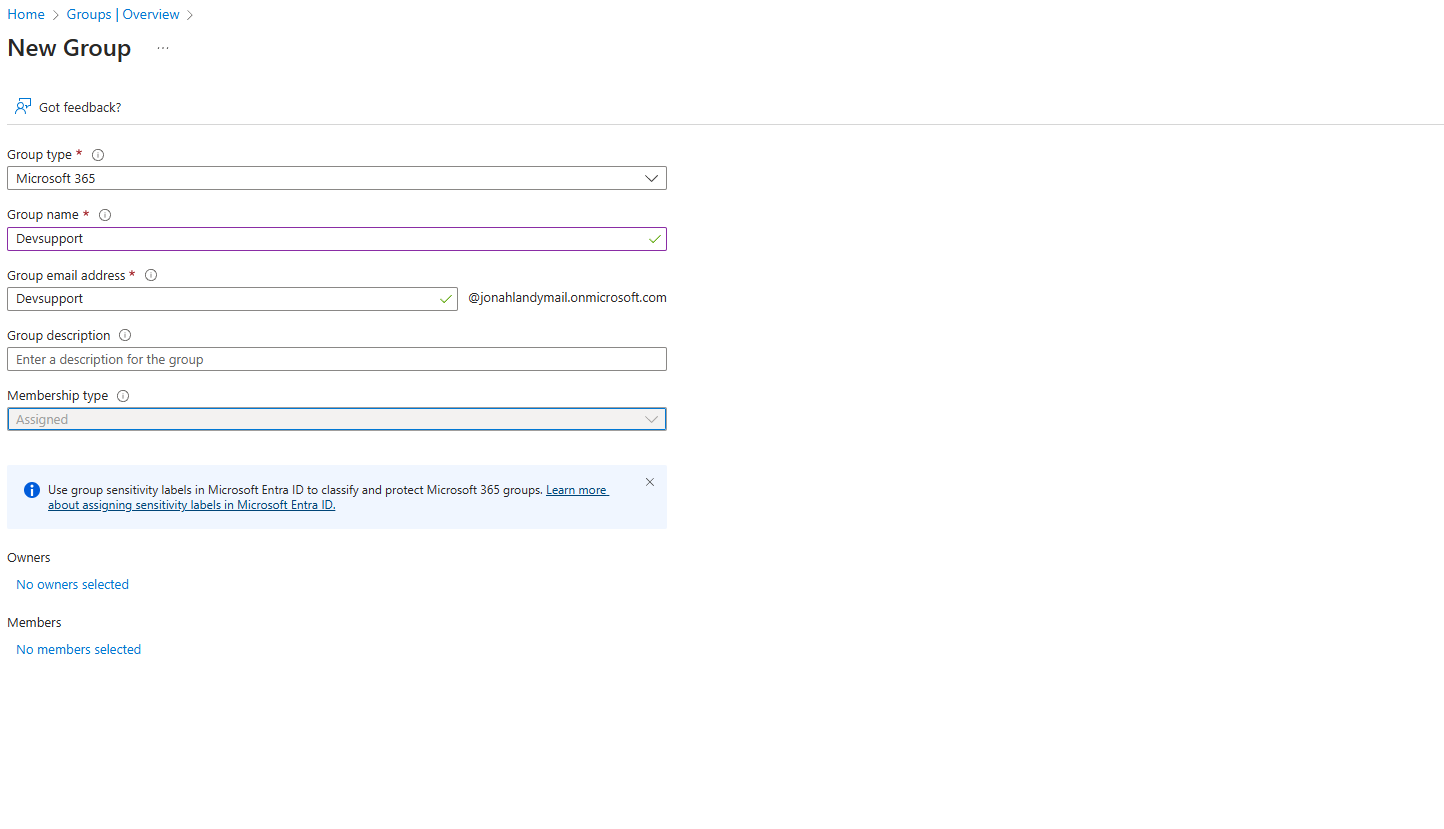 Home > Groups | Overview >
New Group ...
Got feedback?
Group type *
Microsoft 365
Group name *
Devsupport
Group email address *
Devsupport @jonahlandymail.onmicrosoft.com
Group description
Enter a description for the group
Membership type
Assigned
Use group sensitivity labels in Microsoft Entra ID to classify and protect Microsoft 365 groups. Learn more
about assigning sensitivity labels in Microsoft Entra ID.
Owners
No owners selected
Members
No members selected